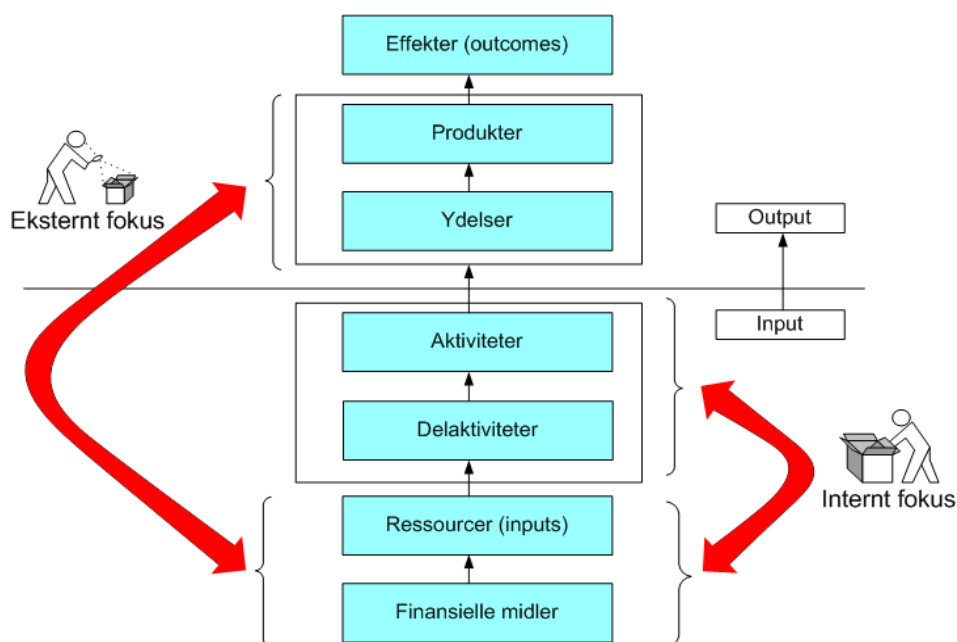 Effekter (outcomes)
Produkter
Eksternt fokus
Ydelser
Output
Input
Aktiviteter
Delaktiviteter
Internt fokus
Ressourcer (inputs)
Finansielle midler